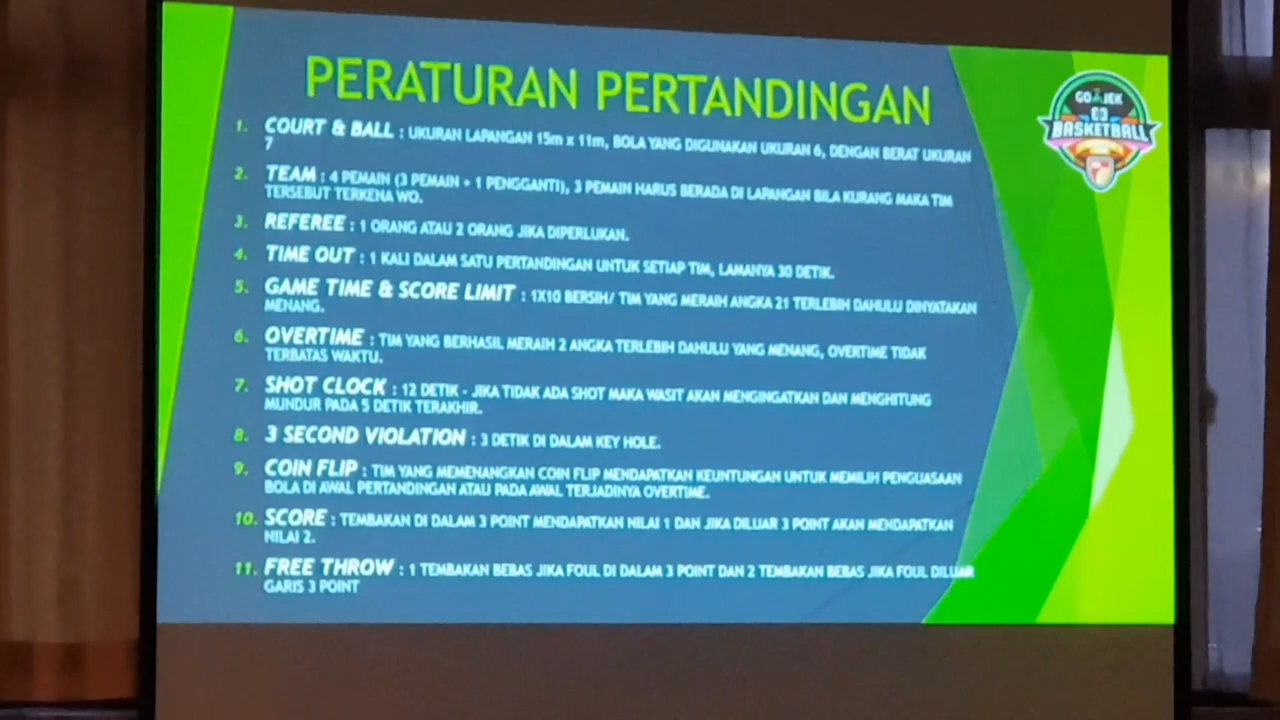 PERATURAN PERTANDINGAN
GO JEK
BASKETBALL
1. COURT & BALL : UKURAN LAPANGAN 15m x 11m, BOLA YANG DIGUNAKAN UKURAN 6, DENGAN BERAT UKURAN
7
2. TEAM : 4 PEMAIN (3 PEMAIN + 1 PENGGANTI), 3 PEMAIN HARUS BERADA DI LAPANGAN BILA KURANG MAKA TIM
TERSEBUT TERKENA WO.
3. REFEREE : 1 ORANG ATAU 2 ORANG JIKA DIPERLUKAN.
4. TIME OUT : 1 KALI DALAM SATU PERTANDINGAN UNTUK SETIAP TIM, LAMANYA 30 DETIK.
5. GAME TIME & SCORE LIMIT : 1X10 BERSIH/ TIM YANG MERAIH ANGKA 21 TERLEBIH DAHULU DINYATAKAN
MENANG.
6. OVERTIME : TIM YANG BERHASIL MERAIH 2 ANGKA TERLEBIH DAHULU YANG MENANG, OVERTIME TIDAK
TERBATAS WAKTU.
7. SHOT CLOCK : 12 DETIK - JIKA TIDAK ADA SHOT MAKA WASIT AKAN MENGINGATKAN DAN MENGHITUNG
MUNDUR PADA 5 DETIK TERAKHIR.
8. 3 SECOND VIOLATION : 3 DETIK DI DALAM KEY HOLE.
9. COIN FLIP : TIM YANG MEMENANGKAN COIN FLIP MENDAPATKAN KEUNTUNGAN UNTUK MEMILIH PENGUASAAN
BOLA DI AWAL PERTANDINGAN ATAU PADA AWAL TERJADINYA OVERTIME.
10. SCORE : TEMBAKAN DI DALAM 3 POINT MENDAPATKAN NILAI 1 DAN JIKA DILUAR 3 POINT AKAN MENDAPATKAN
NILAI 2.
11. FREE THROW : 1 TEMBAKAN BEBAS JIKA FOUL DI DALAM 3 POINT DAN 2 TEMBAKAN BEBAS JIKA FOUL DILUAR
GARIS 3 POINT